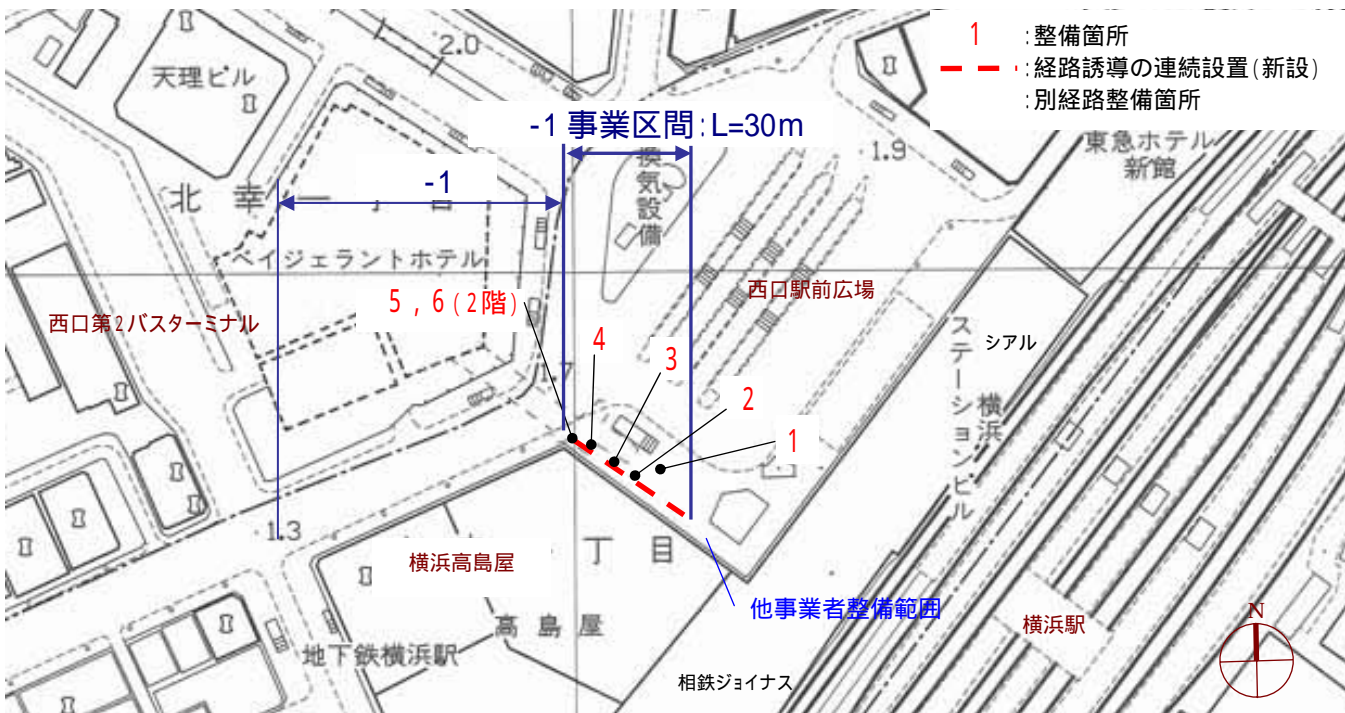 1 :整備箇所
:経路誘導の連続設置(新設)
:別経路整備箇所
天理ビル
2.0
-1 事業区間:L=30m
1.9
東急ホテル
新館
換気設備
-1
北幸一丁目
ベイジェラントホテル
西口駅前広場
5,6(2階)
西口第2バスターミナル
4
3
シアル
1.7
2
1
横浜
ステーションビル
1.3
丁目
横浜高島屋
他事業者整備範囲
高島屋
横浜駅
N
地下鉄横浜駅
相鉄ジョイナス